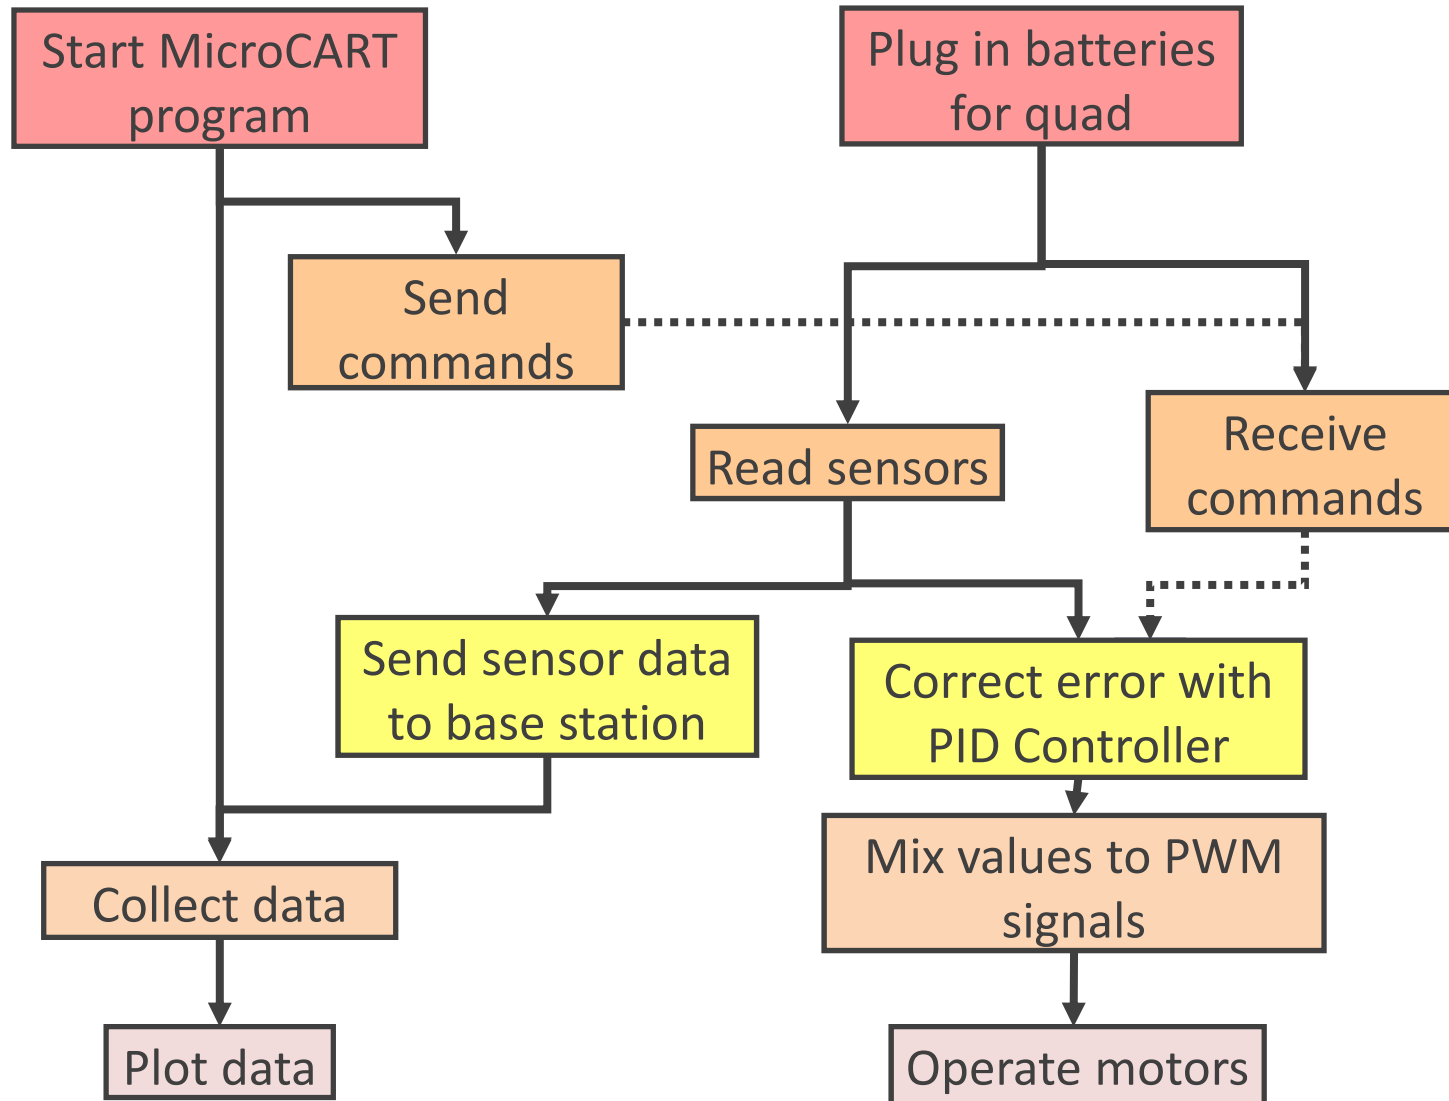 Start MicroCART
program
Plug in batteries
for quad
Send
commands
Read sensors
Receive
commands
Send sensor data
to base station
Correct error with
PID Controller
Collect data
Mix values to PWM
signals
Plot data
Operate motors